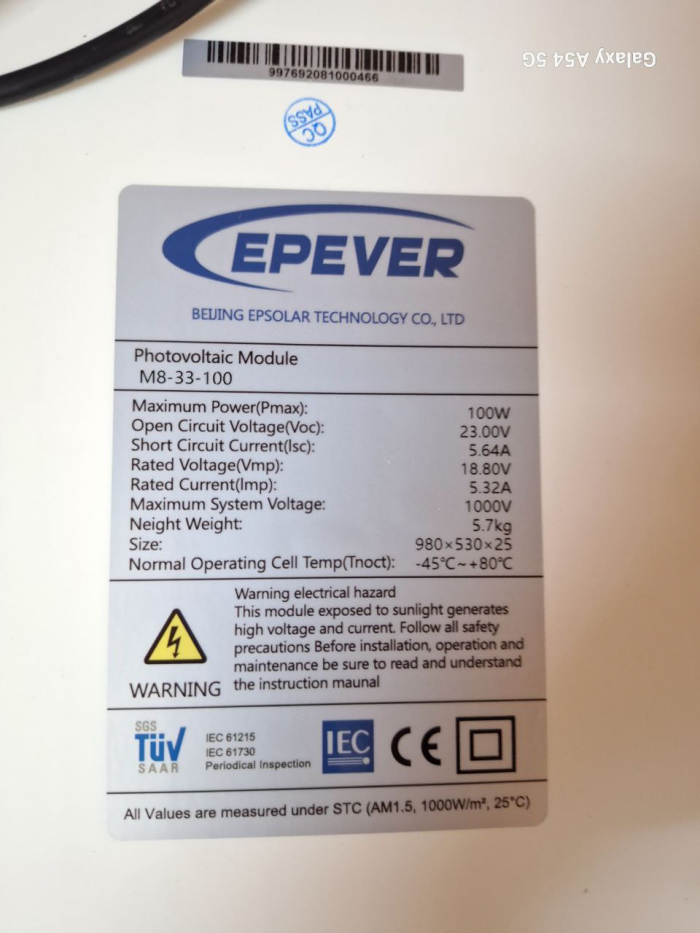 Galaxy A54 5G
997692081000466
QC
PASS
EPEVER
BEIJING EPSOLAR TECHNOLOGY CO., LTD
Photovoltaic Module
M8-33-100
Maximum Power(Pmax): 100W
Open Circuit Voltage(Voc): 23.00V
Short Circuit Current(Isc): 5.64A
Rated Voltage(Vmp): 18.80V
Rated Current(Imp): 5.32A
Maximum System Voltage: 1000V
Neight Weight: 5.7kg
Size: 980×530×25
Normal Operating Cell Temp(Tnoct): -45℃~+80℃
Warning electrical hazard
This module exposed to sunlight generates
high voltage and current. Follow all safety
precautions Before installation, operation and
maintenance be sure to read and understand
the instruction maunal
WARNING
SGS
TÜV
SAAR
IEC 61215
IEC 61730
Periodical Inspection
IEC
CE
All Values are measured under STC (AM1.5, 1000W/m², 25°C)